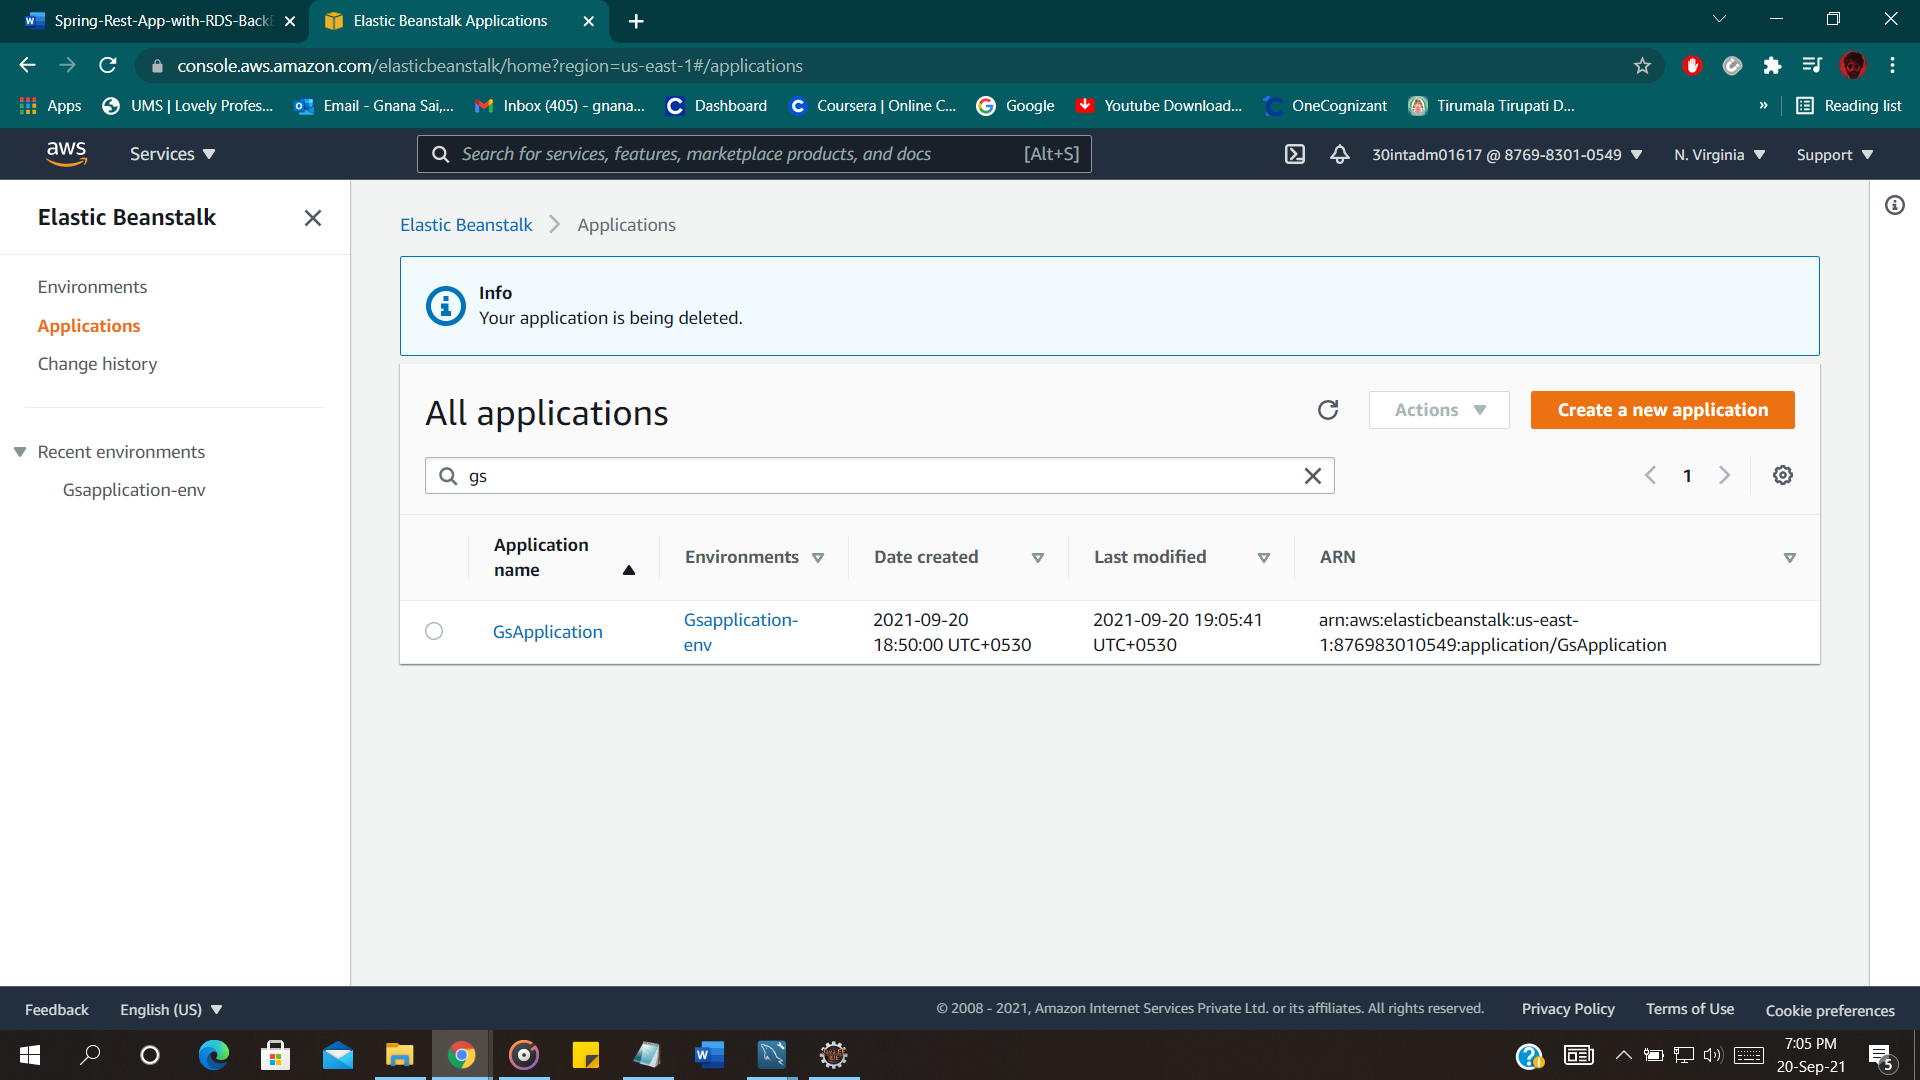 Spring-Rest-App-with-RDS-Back
Elastic Beanstalk Applications
console.aws.amazon.com/elasticbeanstalk/home?region=us-east-1#/applications
Apps
UMS | Lovely Profes...
Email - Gnana Sai,...
Inbox (405) - gnana...
Dashboard
Coursera | Online C...
Google
Youtube Download...
OneCognizant
Tirumala Tirupati D...
»
Reading list
aws
Services
Search for services, features, marketplace products, and docs
[Alt+S]
30intadm01617 @ 8769-8301-0549
N. Virginia
Support
Elastic Beanstalk
Environments
Applications
Change history
Recent environments
Gsapplication-env
Elastic Beanstalk
Applications
Info
Your application is being deleted.
All applications
Actions
Create a new application
gs
1
Application
name
Environments
Date created
Last modified
ARN
GsApplication
Gsapplication-
env
2021-09-20
18:50:00 UTC+0530
2021-09-20 19:05:41
UTC+0530
arn:aws:elasticbeanstalk:us-east-
1:876983010549:application/GsApplication
Feedback
English (US)
© 2008 - 2021, Amazon Internet Services Private Ltd. or its affiliates. All rights reserved.
Privacy Policy
Terms of Use
Cookie preferences
7:05 PM
20-Sep-21
5